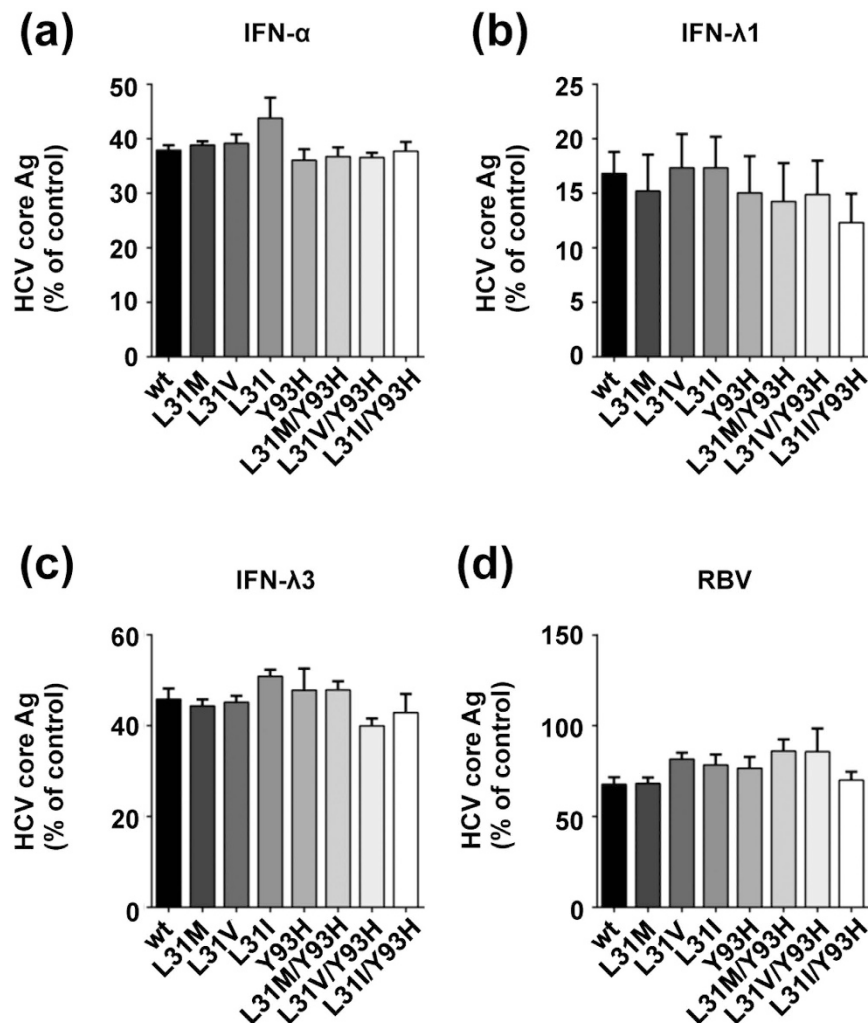 (a)
IFN-α
HCV core Ag
(% of control)
50
40
30
20
10
0
wt
L31M
L31V
L31I
Y93H
L31M/Y93H
L31V/Y93H
L31I/Y93H
(b)
IFN-λ1
HCV core Ag
(% of control)
25
20
15
10
5
0
wt
L31M
L31V
L31I
Y93H
L31M/Y93H
L31V/Y93H
L31I/Y93H
(c)
IFN-λ3
HCV core Ag
(% of control)
60
40
20
0
wt
L31M
L31V
L31I
Y93H
L31M/Y93H
L31V/Y93H
L31I/Y93H
(d)
RBV
HCV core Ag
(% of control)
150
100
50
0
wt
L31M
L31V
L31I
Y93H
L31M/Y93H
L31V/Y93H
L31I/Y93H